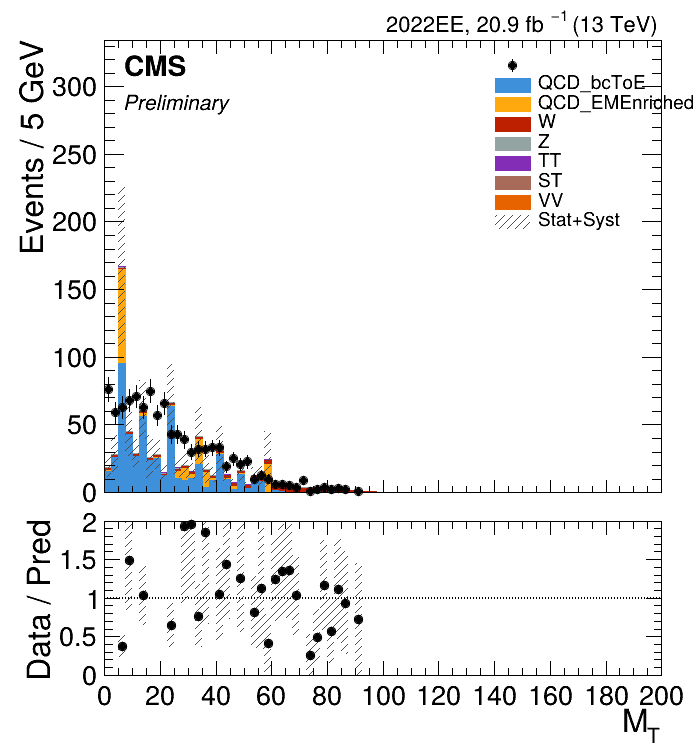 2022EE, 20.9 fb ⁻¹ (13 TeV)
Events / 5 GeV
CMS
Preliminary
QCD_bcToE
QCD_EMEnriched
W
Z
TT
ST
VV
Stat+Syst
300
250
200
150
100
50
0
Data / Pred
2
1.5
1
0.5
0
0 20 40 60 80 100 120 140 160 180 200
M_T